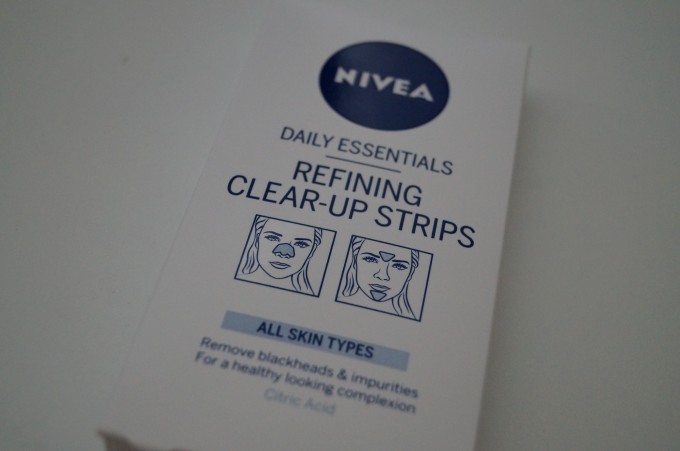 NIVEA
DAILY ESSENTIALS
REFINING
CLEAR-UP STRIPS
ALL SKIN TYPES
Remove blackheads & impurities
For a healthy looking complexion
Citric Acid